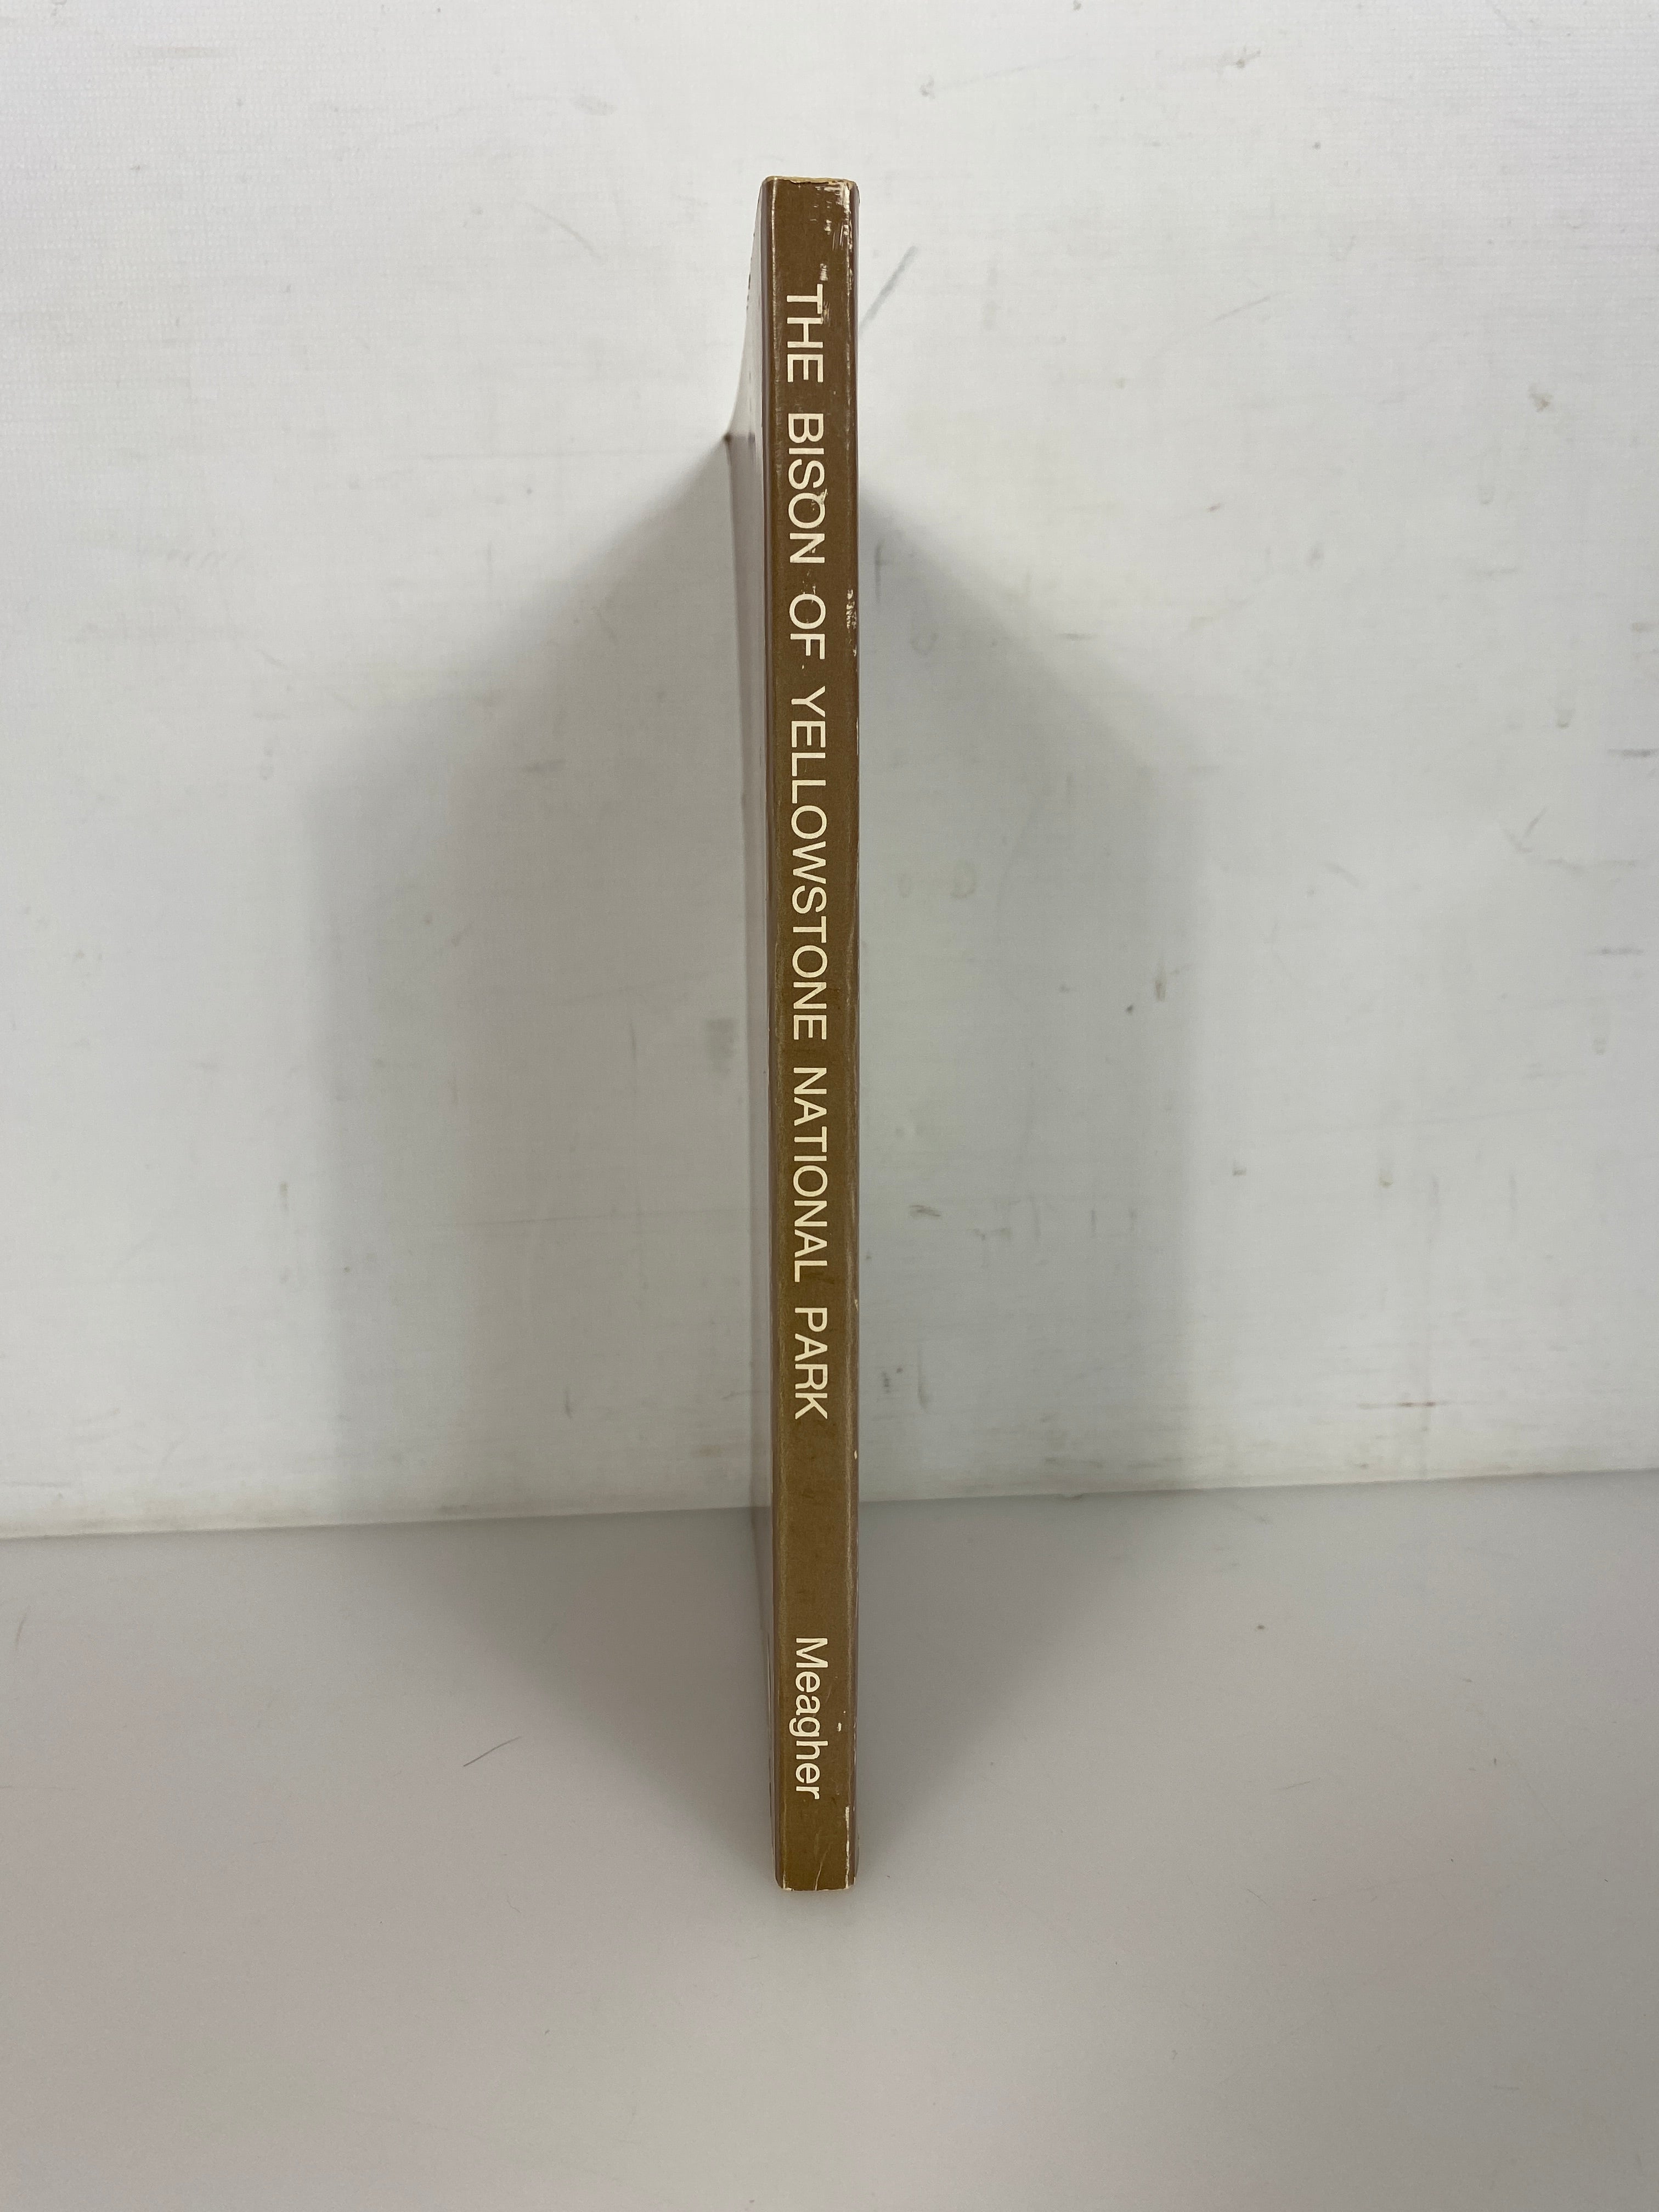 THE BISON OF YELLOWSTONE NATIONAL PARK
Meagher